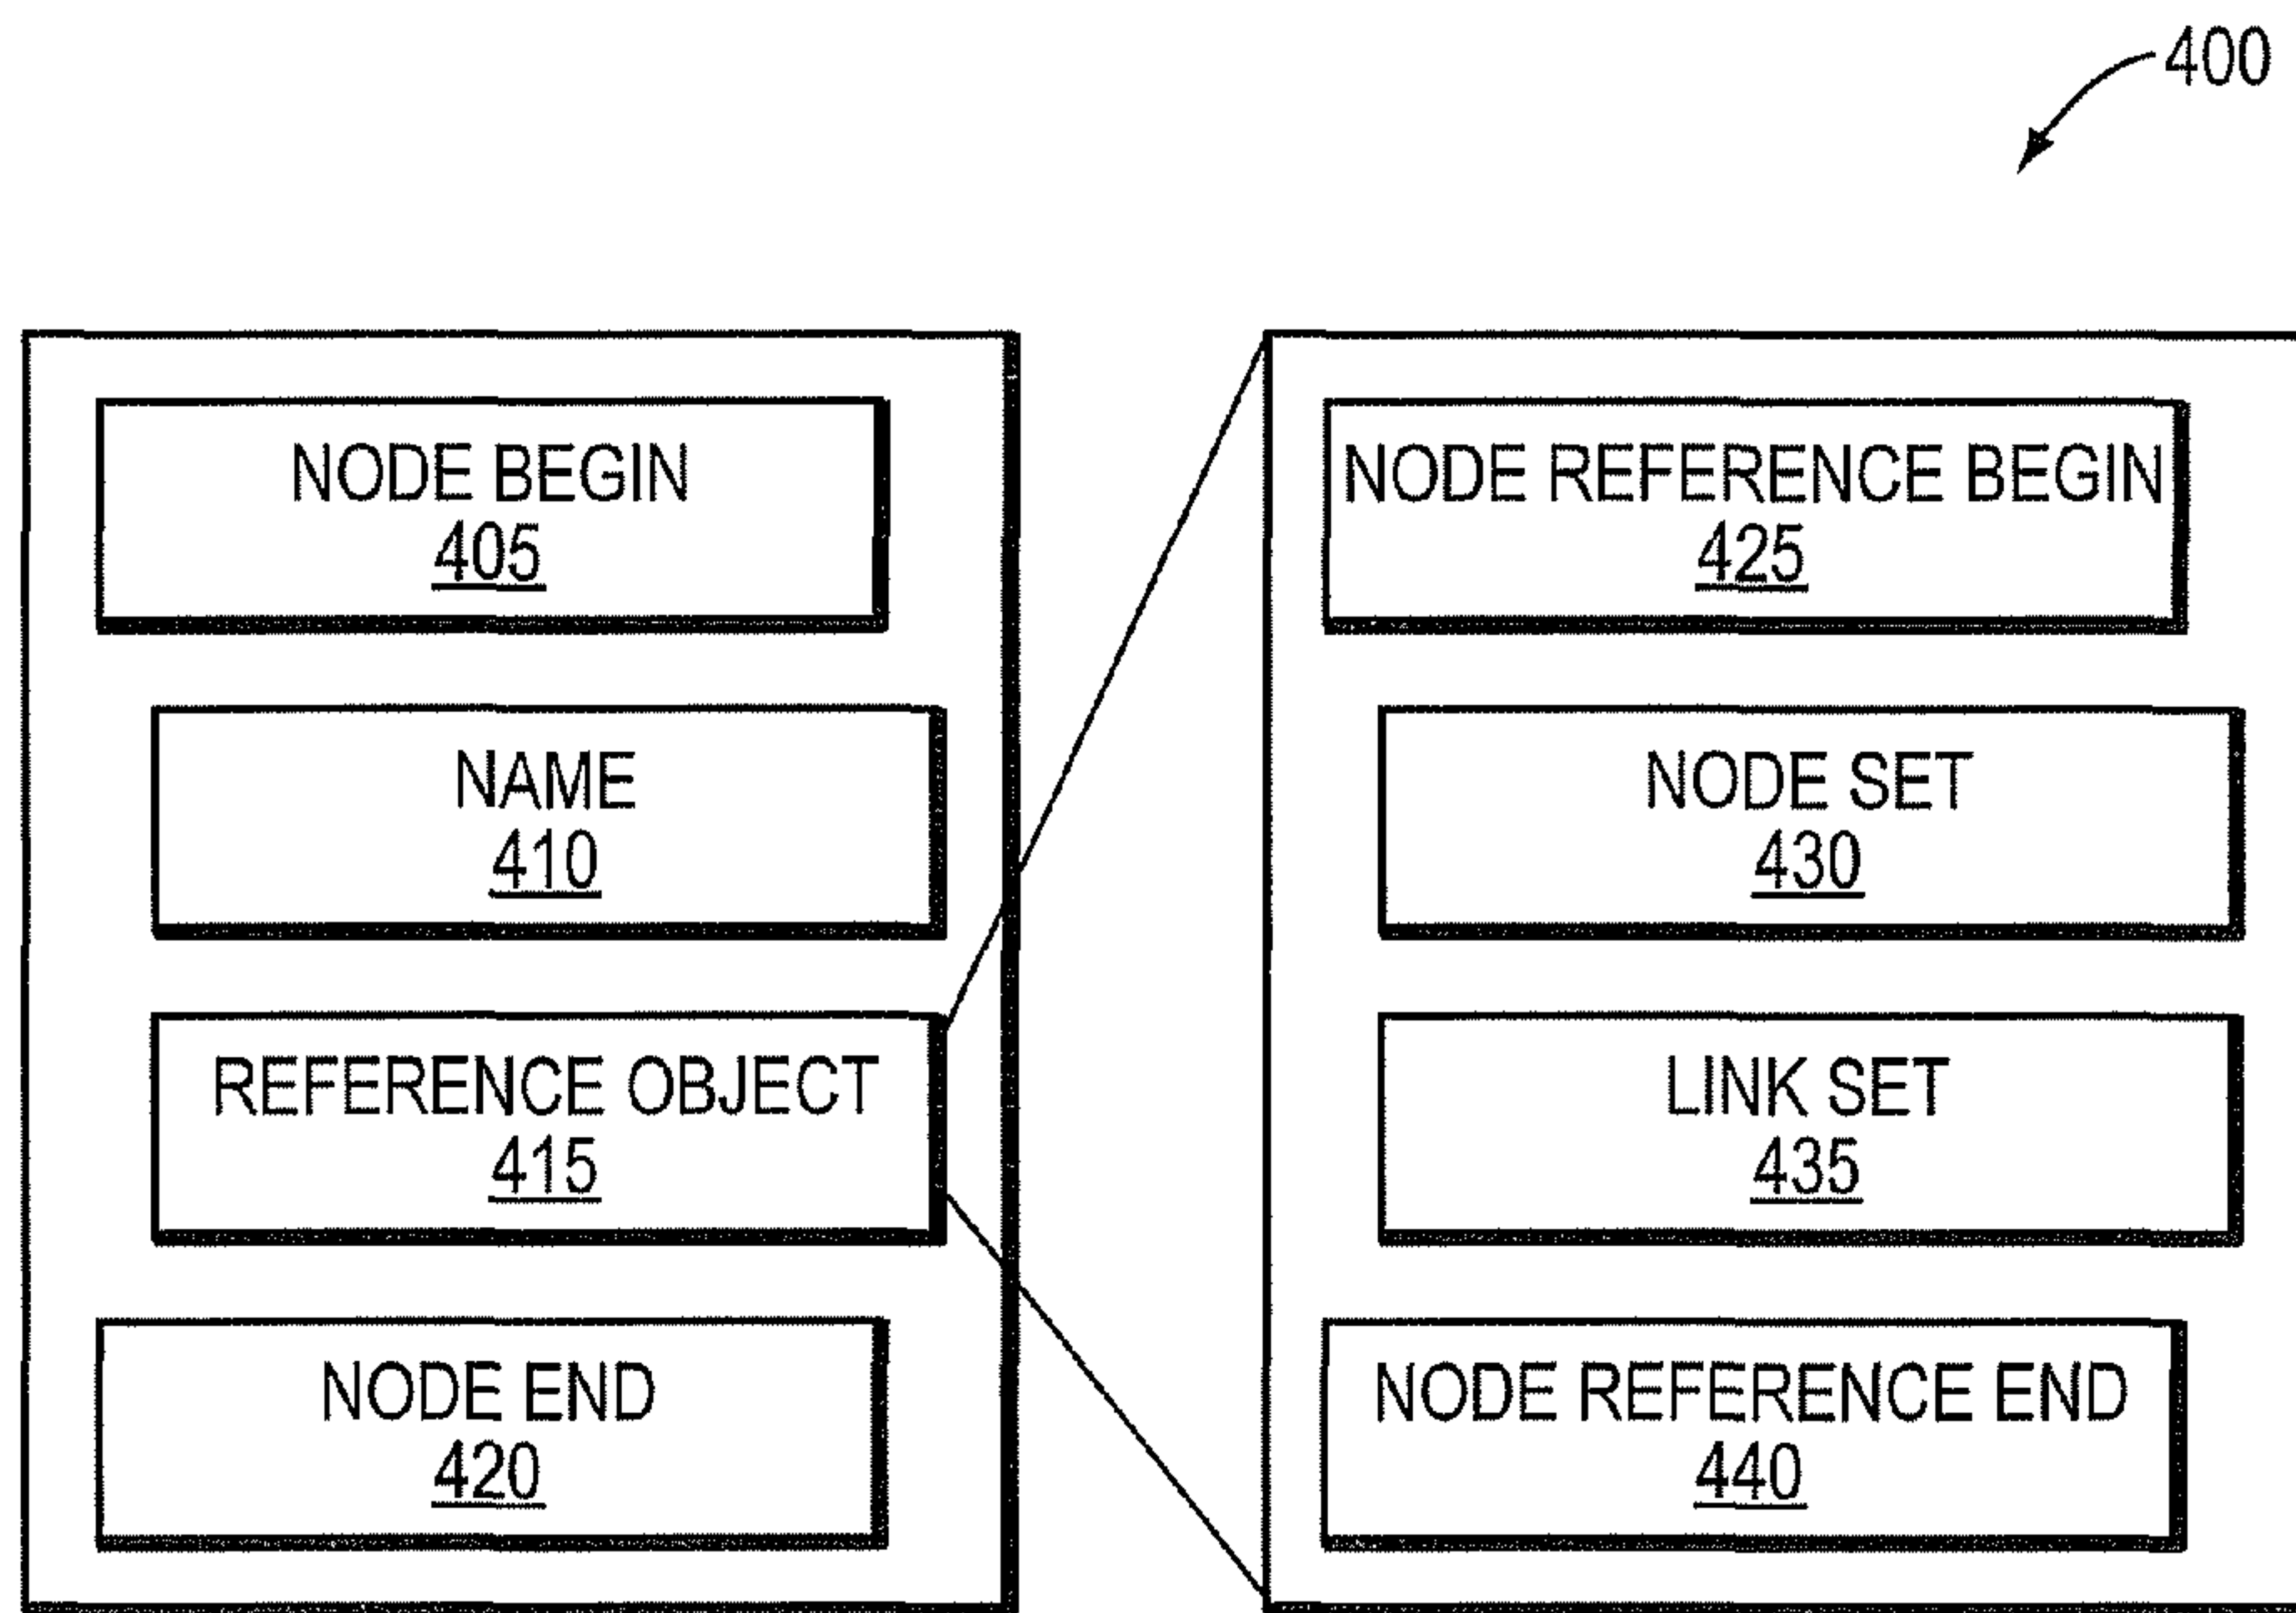 400
NODE BEGIN
405
NAME
410
REFERENCE OBJECT
415
NODE END
420
NODE REFERENCE BEGIN
425
NODE SET
430
LINK SET
435
NODE REFERENCE END
440